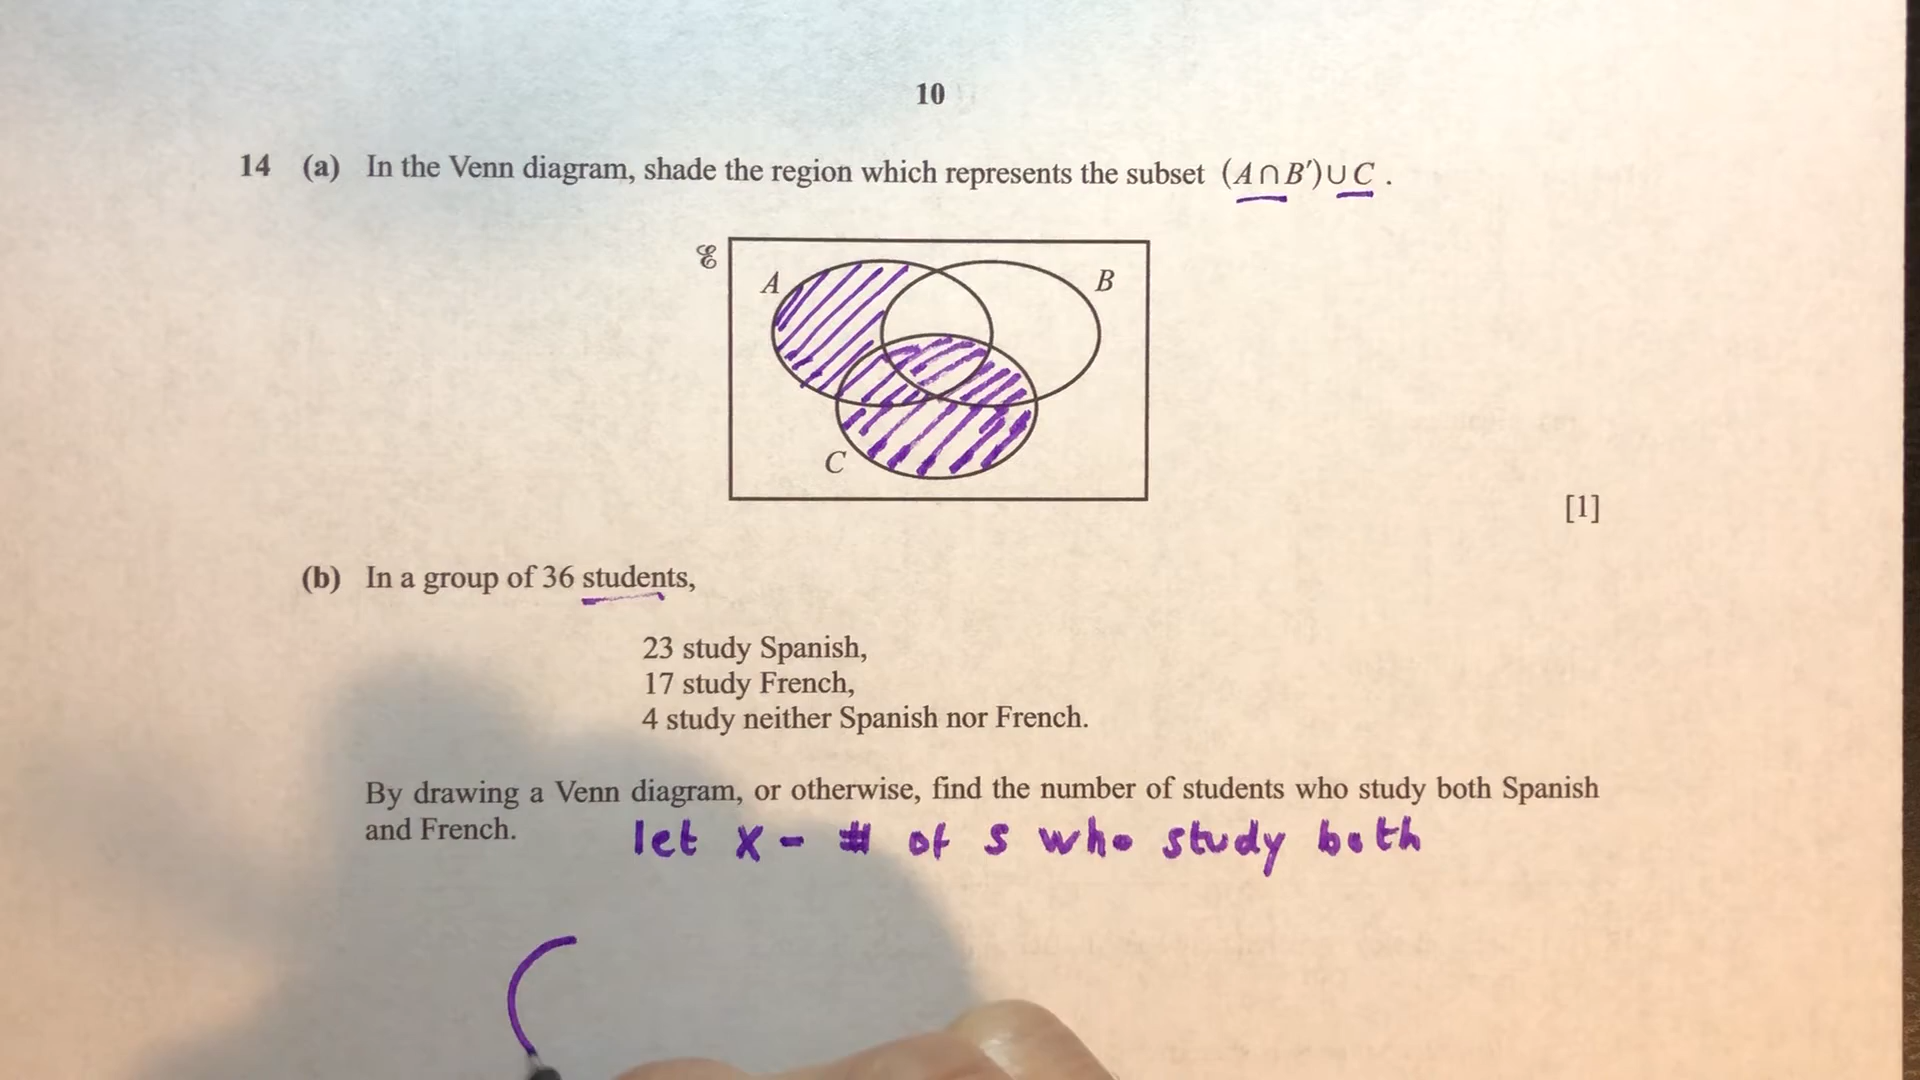 10
14 (a) In the Venn diagram, shade the region which represents the subset (A∩B′)∪C .
ℰ
A
B
C
[1]
(b) In a group of 36 students,
23 study Spanish,
17 study French,
4 study neither Spanish nor French.
By drawing a Venn diagram, or otherwise, find the number of students who study both Spanish
and French.
let x - # of s who study both